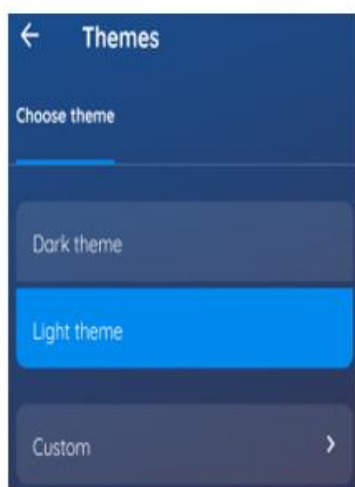 Themes
Choose theme
Dark theme
Light theme
Custom